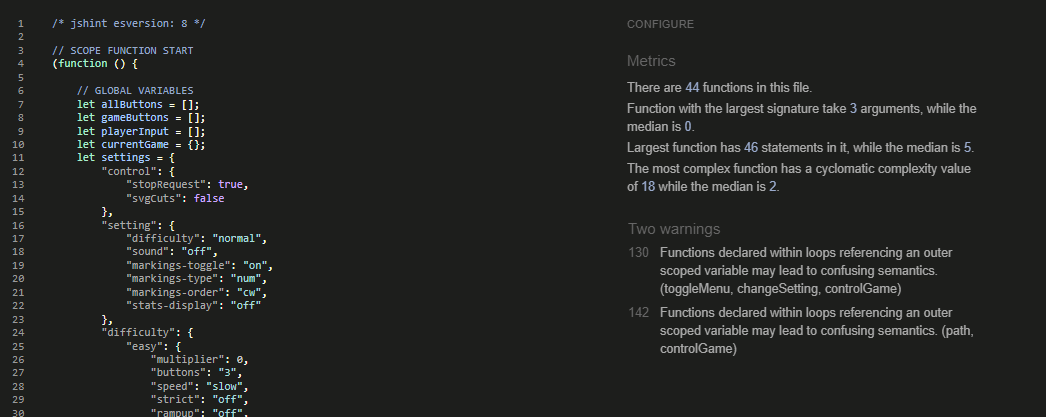 1 /* jshint esversion: 8 */
2
3 // SCOPE FUNCTION START
4 (function () {
5
6 // GLOBAL VARIABLES
7 let allButtons = [];
8 let gameButtons = [];
9 let playerInput = [];
10 let currentGame = {};
11 let settings = {
12 "control": {
13 "stopRequest": true,
14 "svgCuts": false
15 },
16 "setting": {
17 "difficulty": "normal",
18 "sound": "off",
19 "markings-toggle": "on",
20 "markings-type": "num",
21 "markings-order": "cw",
22 "stats-display": "off"
23 },
24 "difficulty": {
25 "easy": {
26 "multiplier": 0,
27 "buttons": "3",
28 "speed": "slow",
29 "strict": "off",
30 "rampup": "off",
CONFIGURE
Metrics
There are 44 functions in this file.
Function with the largest signature take 3 arguments, while the
median is 0.
Largest function has 46 statements in it, while the median is 5.
The most complex function has a cyclomatic complexity value
of 18 while the median is 2.
Two warnings
130 Functions declared within loops referencing an outer
scoped variable may lead to confusing semantics.
(toggleMenu, changeSetting, controlGame)
142 Functions declared within loops referencing an outer
scoped variable may lead to confusing semantics. (path,
controlGame)